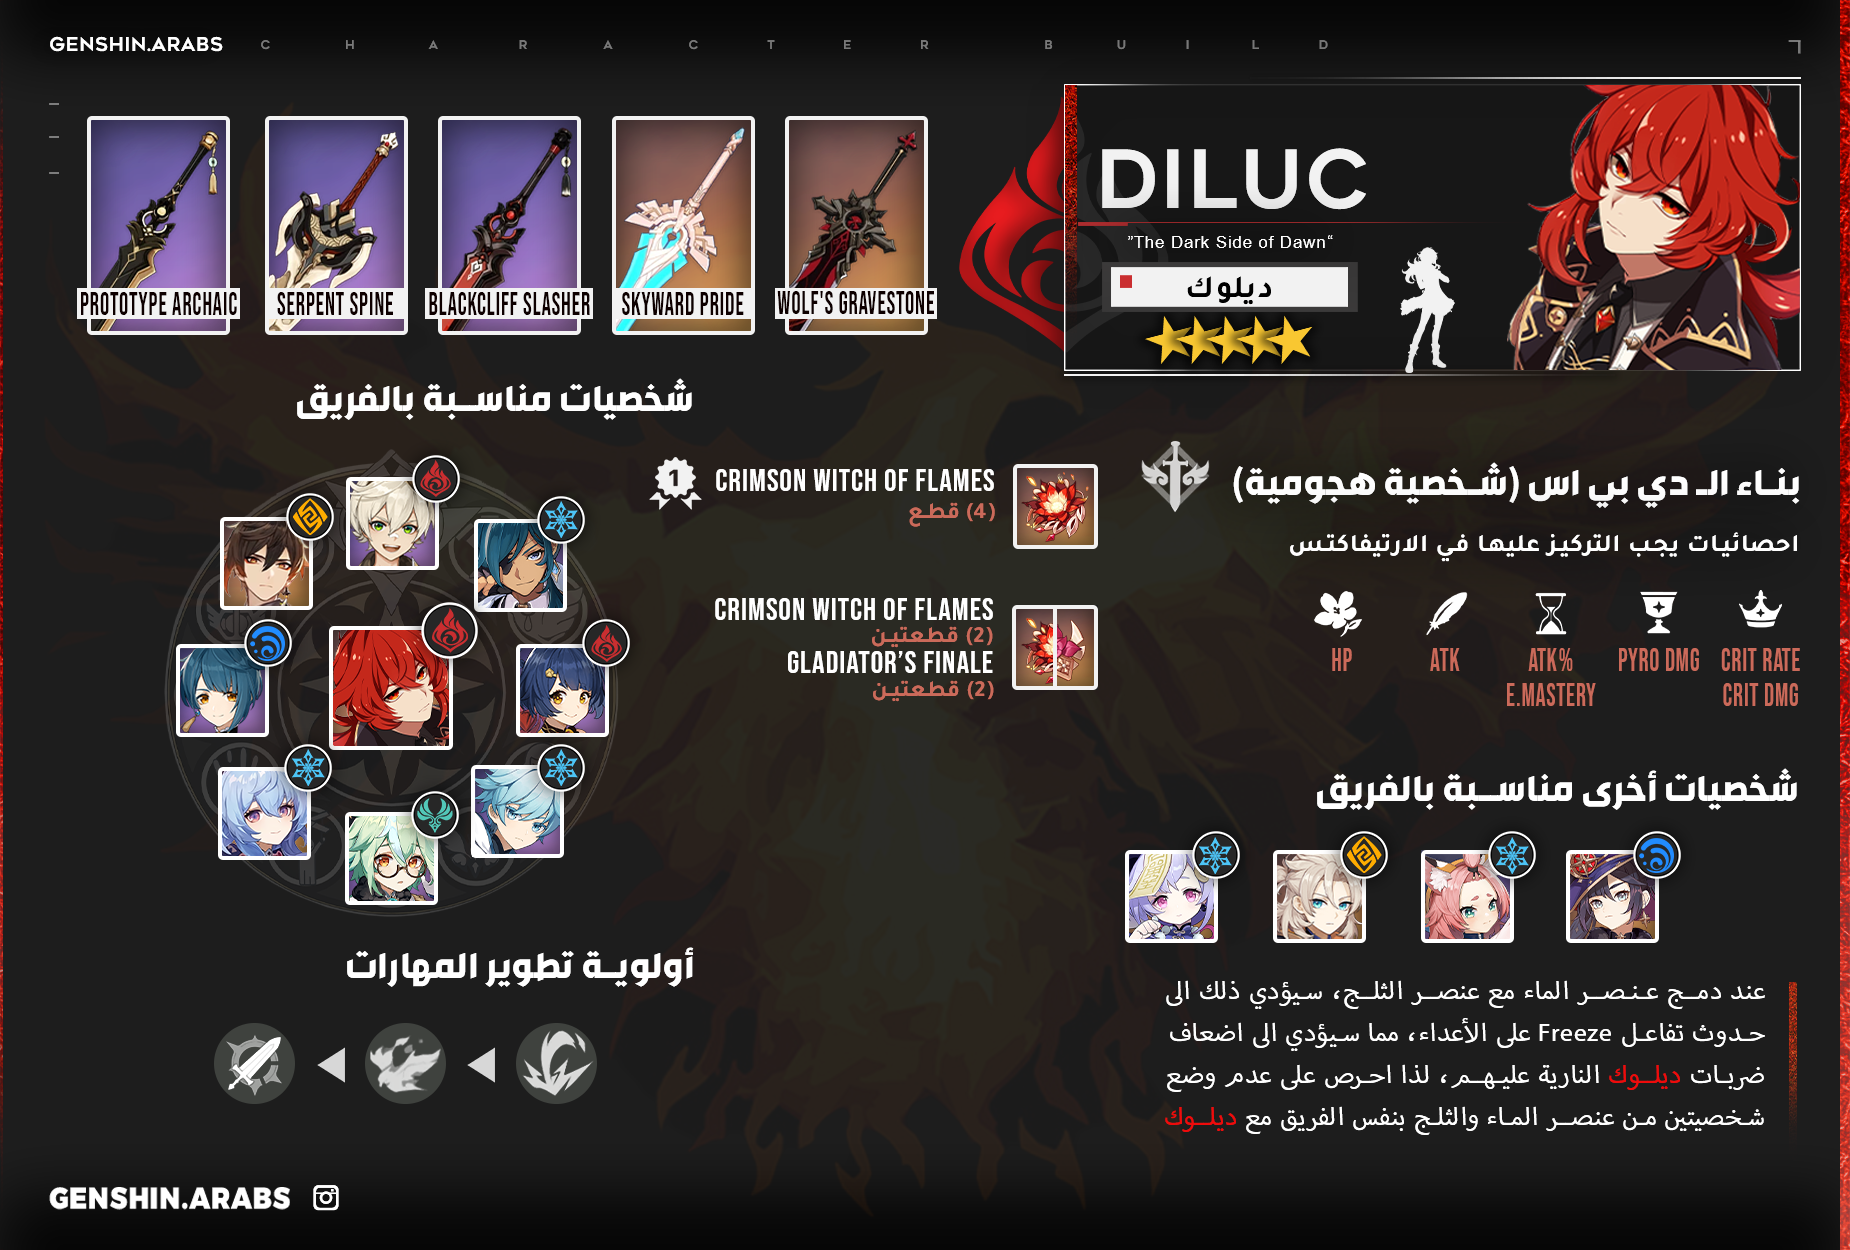 GENSHIN.ARABS
CHARACTER BUILD
PROTOTYPE ARCHAIC
SERPENT SPINE
BLACKCLIFF SLASHER
SKYWARD PRIDE
WOLF'S GRAVESTONE
DILUC
”The Dark Side of Dawn“
ديلوك
شخصيات مناسبة بالفريق
1
CRIMSON WITCH OF FLAMES
(4) قطع
CRIMSON WITCH OF FLAMES
(2) قطعتين
GLADIATOR’S FINALE
(2) قطعتين
بناء الـ دي بي اس (شخصية هجومية)
احصائيات يجب التركيز عليها في الارتيفاكتس
HP
ATK
ATK%
E.MASTERY
PYRO DMG
CRIT RATE
CRIT DMG
شخصيات أخرى مناسبة بالفريق
عند دمج عنصر الماء مع عنصر الثلج، سيؤدي ذلك الى
حدوث تفاعل Freeze على الأعداء، مما سيؤدي الى اضعاف
ضربات ديلوك النارية عليهم، لذا احرص على عدم وضع
شخصيتين من عنصر الماء والثلج بنفس الفريق مع ديلوك
أولوية تطوير المهارات
GENSHIN.ARABS